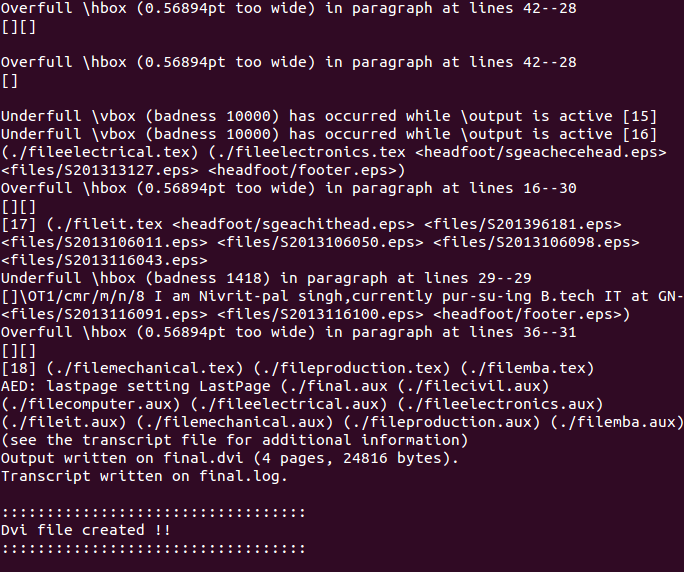 Overfull \hbox (0.56894pt too wide) in paragraph at lines 42--28
[][]
Overfull \hbox (0.56894pt too wide) in paragraph at lines 42--28
[]
Underfull \vbox (badness 10000) has occurred while \output is active [15]
Underfull \vbox (badness 10000) has occurred while \output is active [16]
(./fileelectrical.tex) (./fileelectronics.tex <headfoot/sgeachecehead.eps>
<files/S201313127.eps> <headfoot/footer.eps>)
Overfull \hbox (0.56894pt too wide) in paragraph at lines 16--30
[][]
[17] (./fileit.tex <headfoot/sgeachithead.eps> <files/S201396181.eps>
<files/S2013106011.eps> <files/S2013106050.eps> <files/S2013106098.eps>
<files/S2013116043.eps>
Underfull \hbox (badness 1418) in paragraph at lines 29--29
[]\OT1/cmr/m/n/8 I am Nivrit-pal singh,currently pur-su-ing B.tech IT at GN-
<files/S2013116091.eps> <files/S2013116100.eps> <headfoot/footer.eps>)
Overfull \hbox (0.56894pt too wide) in paragraph at lines 36--31
[][]
[18] (./filemechanical.tex) (./fileproduction.tex) (./filemba.tex)
AED: lastpage setting LastPage (./final.aux (./filecivil.aux)
(./filecomputer.aux) (./fileelectrical.aux) (./fileelectronics.aux)
(./fileit.aux) (./filemechanical.aux) (./fileproduction.aux) (./filemba.aux)
(see the transcript file for additional information)
Output written on final.dvi (4 pages, 24816 bytes).
Transcript written on final.log.
::::::::::::::::::::::::::::::::::
Dvi file created !!
::::::::::::::::::::::::::::::::::